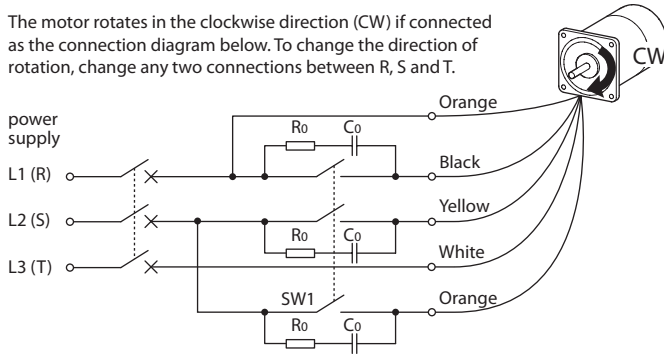 The motor rotates in the clockwise direction (CW) if connected
as the connection diagram below. To change the direction of
rotation, change any two connections between R, S and T.
CW
power
supply
Orange
R0 C0
L1 (R)
Black
L2 (S)
Yellow
R0 C0
L3 (T)
White
SW1
Orange
R0 C0